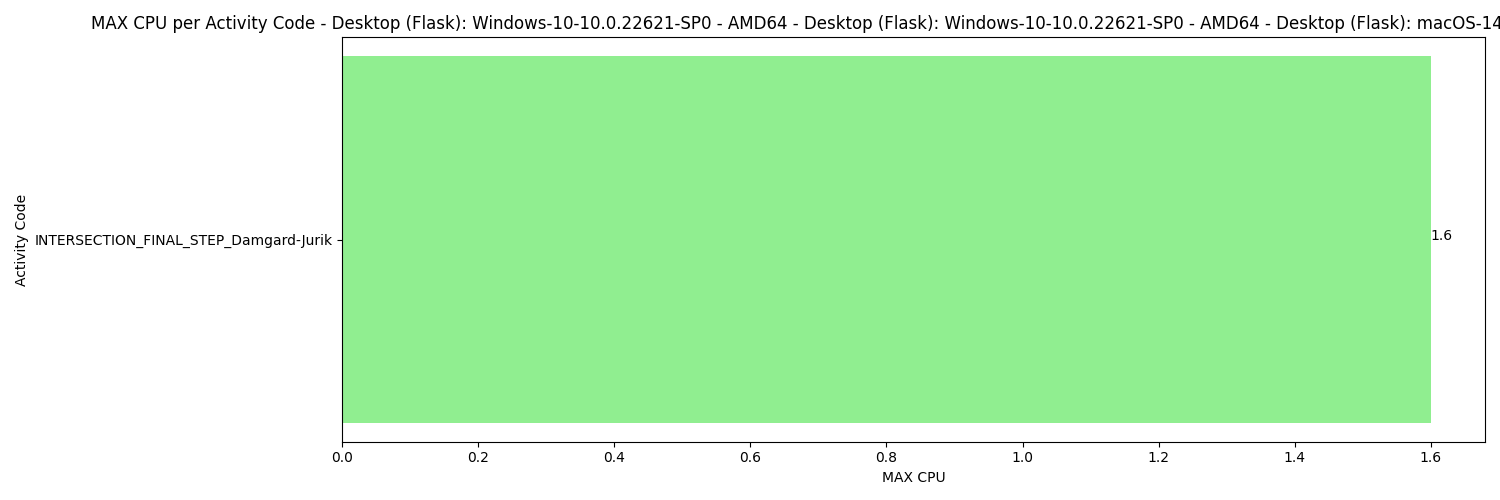 MAX CPU per Activity Code - Desktop (Flask): Windows-10-10.0.22621-SP0 - AMD64 - Desktop (Flask): Windows-10-10.0.22621-SP0 - AMD64 - Desktop (Flask): macOS-14
Activity Code
INTERSECTION_FINAL_STEP_Damgard-Jurik
1.6
0.0 0.2 0.4 0.6 0.8 1.0 1.2 1.4 1.6
MAX CPU